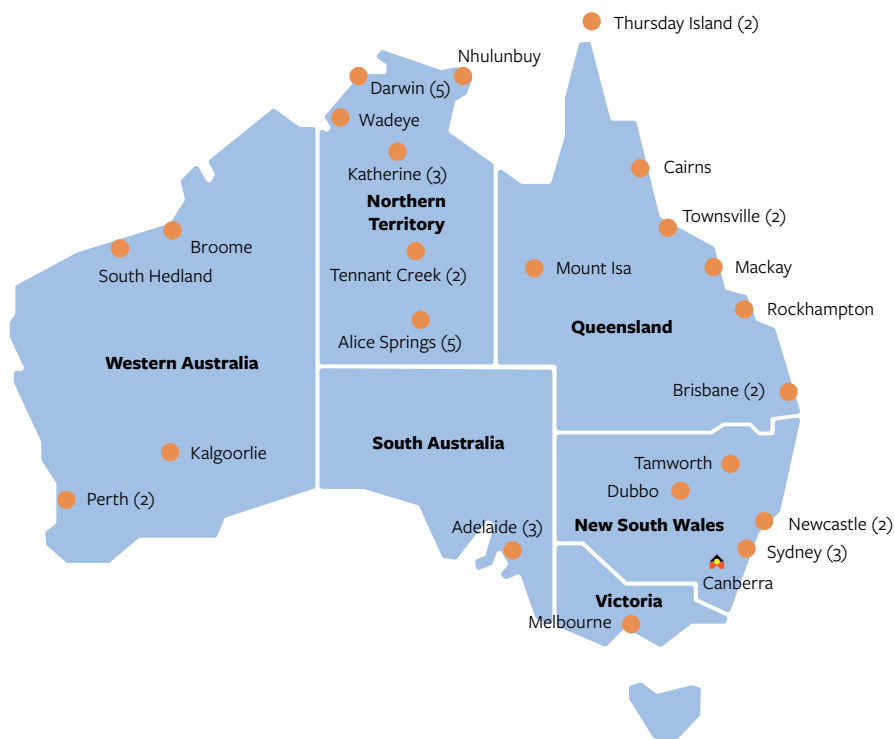 Thursday Island (2)
Nhulunbuy
Darwin (5)
Wadeye
Katherine (3)
Northern
Territory
Cairns
Townsville (2)
Broome
South Hedland
Tennant Creek (2)
Mount Isa
Mackay
Rockhampton
Alice Springs (5)
Queensland
Western Australia
Brisbane (2)
South Australia
Kalgoorlie
Tamworth
Dubbo
Perth (2)
Adelaide (3)
New South Wales
Newcastle (2)
Sydney (3)
Canberra
Victoria
Melbourne